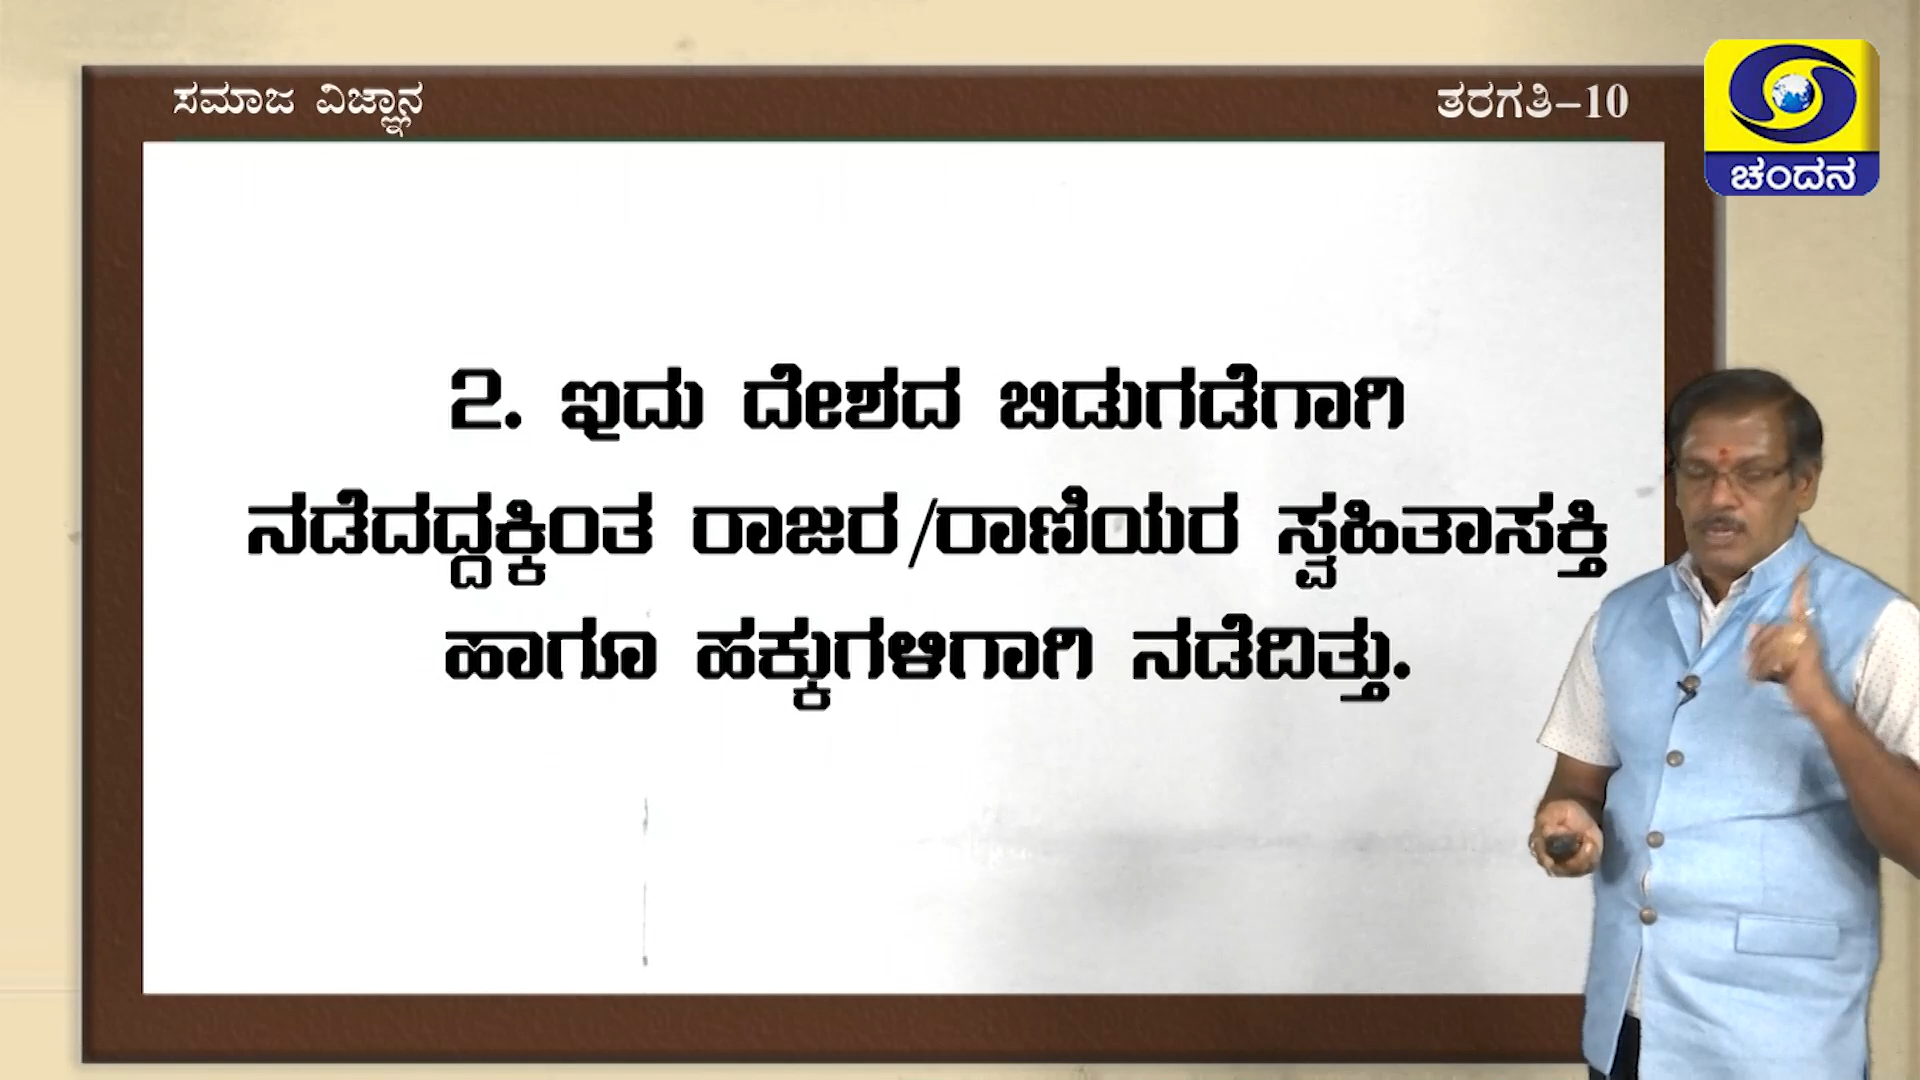 ಸಮಾಜ ವಿಜ್ಞಾನ
ತರಗತಿ-10
ಚಂದನ
2. ಇದು ದೇಶದ ಬಿಡುಗಡೆಗಾಗಿ
ನಡೆದದ್ದಕ್ಕಿಂತ ರಾಜರ/ರಾಣಿಯರ ಸ್ವಹಿತಾಸಕ್ತಿ
ಹಾಗೂ ಹಕ್ಕುಗಳಿಗಾಗಿ ನಡೆದಿತ್ತು.